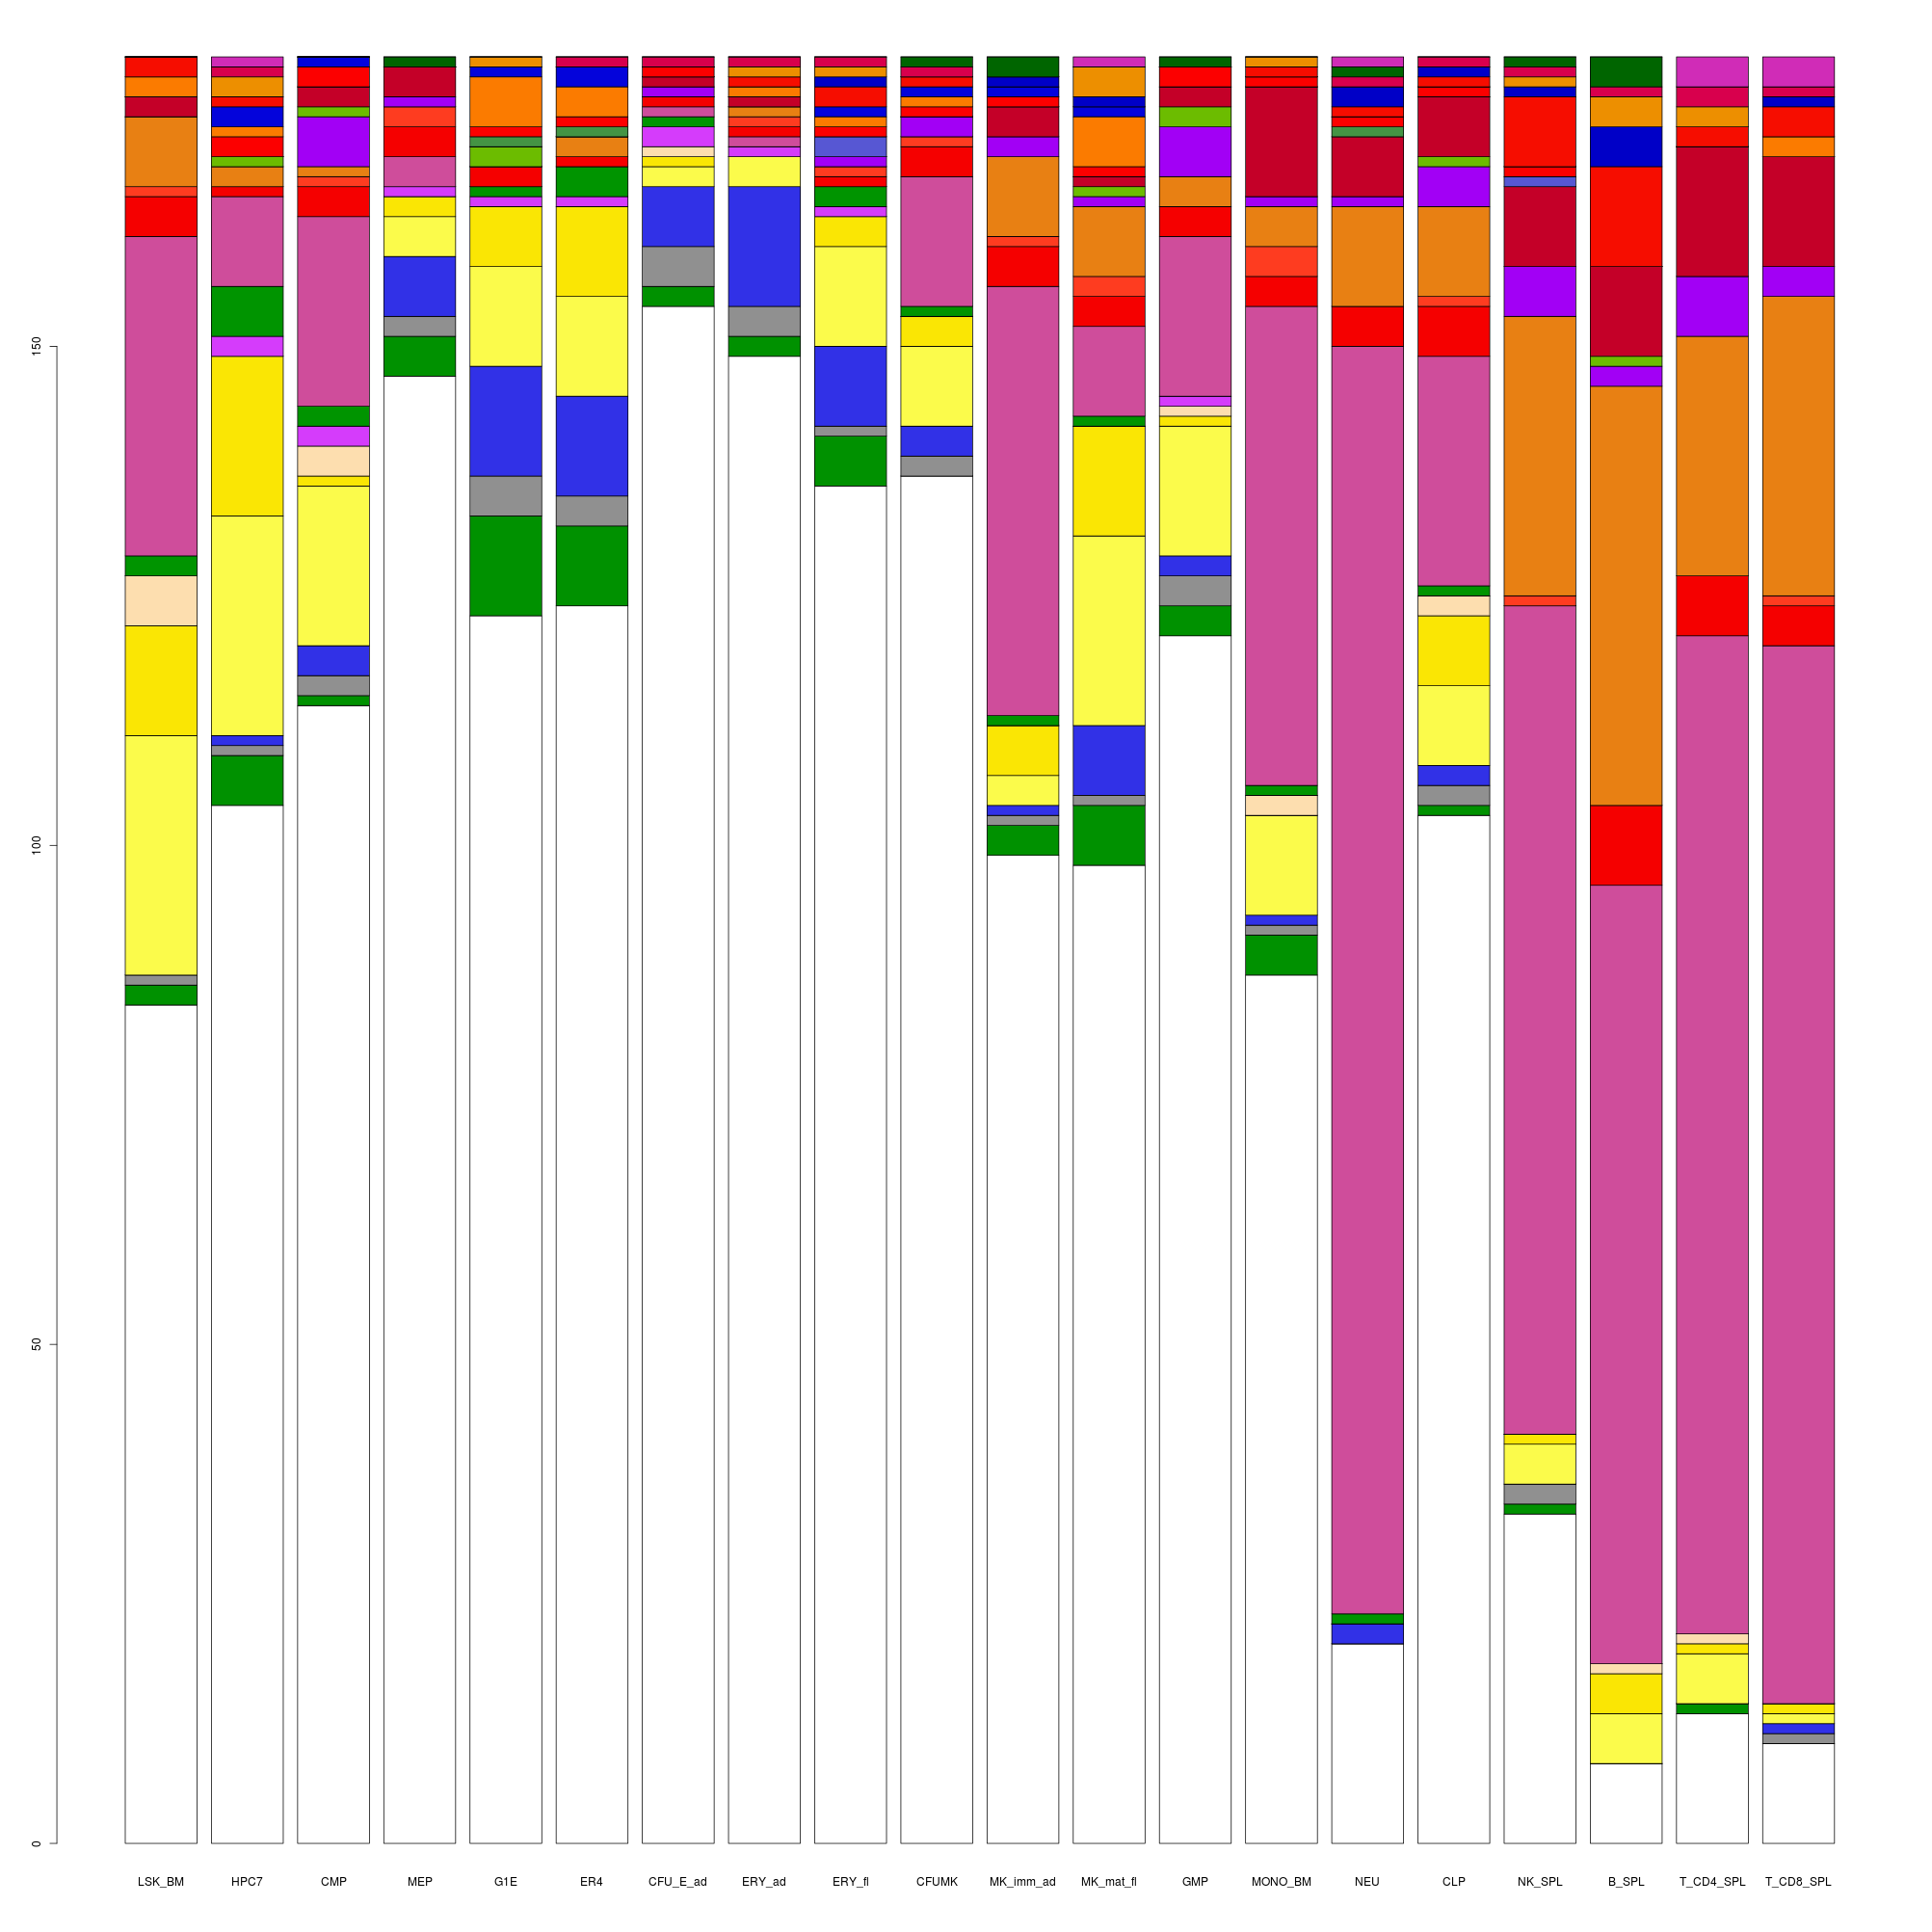 150
100
50
0
LSK_BM HPC7 CMP MEP G1E ER4 CFU_E_ad ERY_ad ERY_fl CFUMK MK_imm_ad MK_mat_fl GMP MONO_BM NEU CLP NK_SPL B_SPL T_CD4_SPL T_CD8_SPL